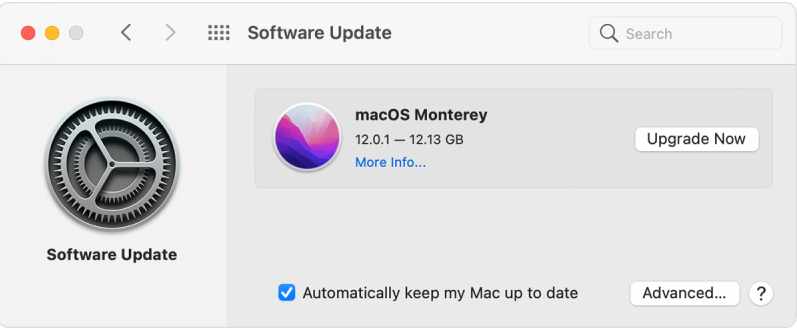 Software Update
Search
macOS Monterey
12.0.1 — 12.13 GB
More Info...
Upgrade Now
Software Update
Automatically keep my Mac up to date
Advanced...
?